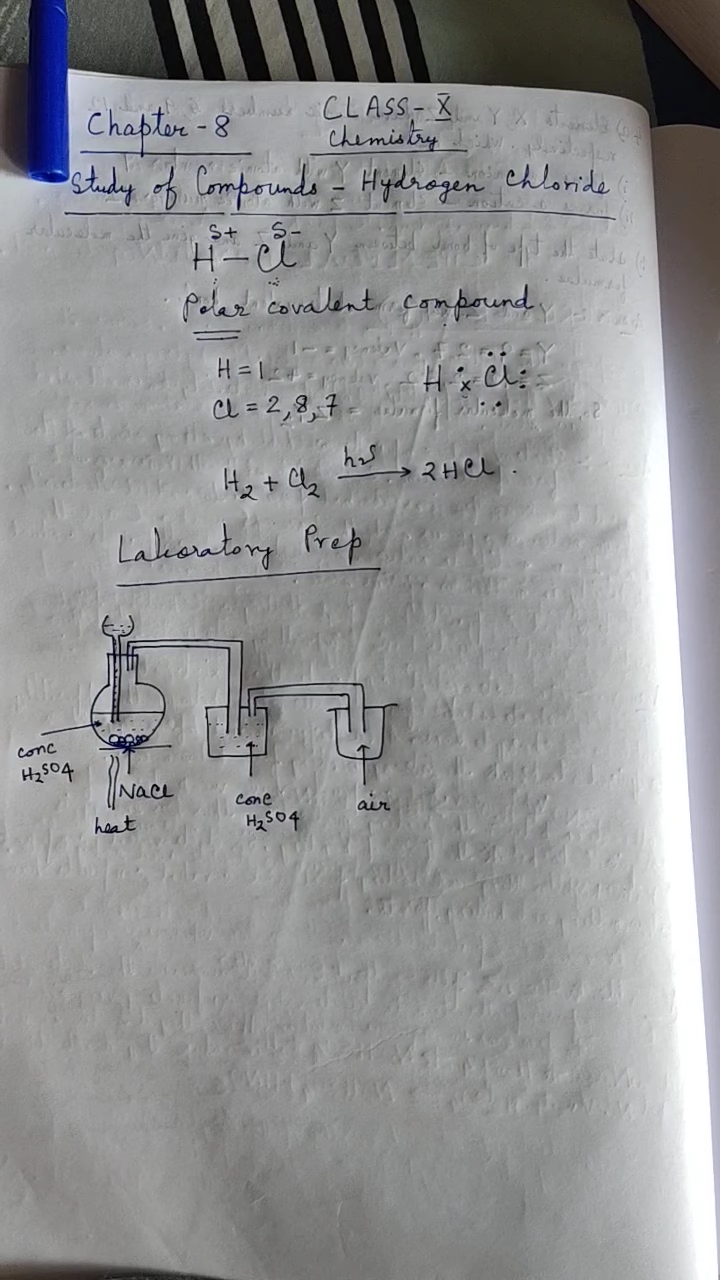 CLASS - X
Chapter - 8
Chemistry
Study of Compounds - Hydrogen Chloride
δ+ δ-
H - Cl
Polar covalent compound.
H = 1
Cl = 2, 8, 7
H Cl
H2 + Cl2 hν → 2HCl.
Laboratory Prep
conc
H2SO4
NaCl
heat
conc
H2SO4
air